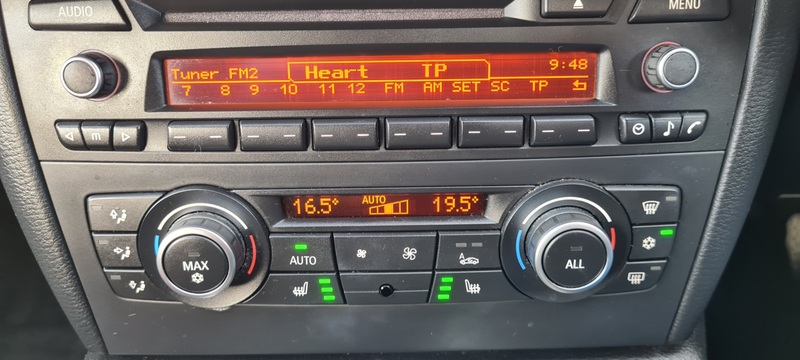 AUDIO
MENU
Tuner FM2 Heart TP 9:48
7 8 9 10 11 12 FM AM SET SC TP
m
16.5° AUTO 19.5°
MAX
AUTO
A
ALL